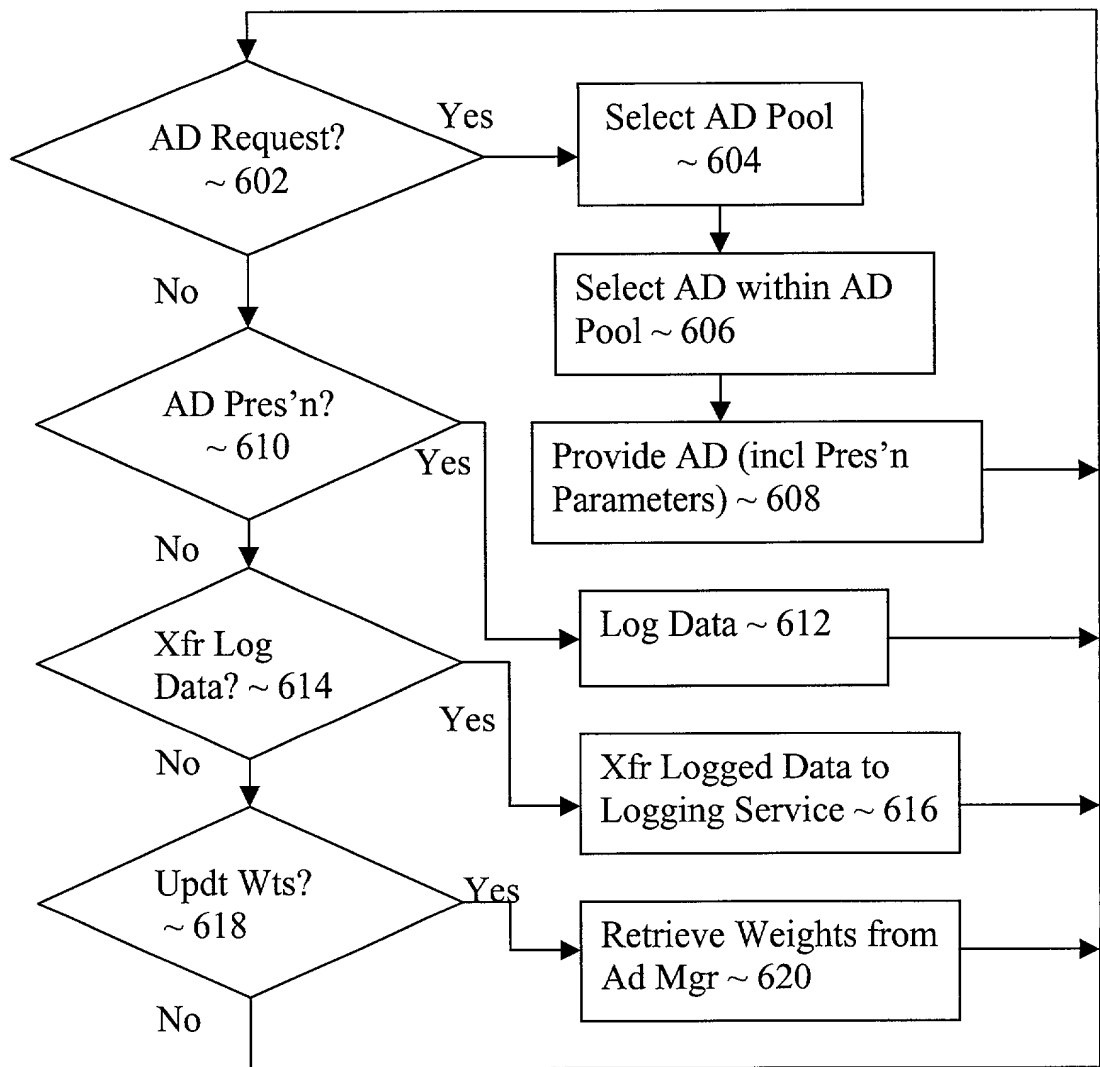 AD Request?
~ 602
Yes
Select AD Pool
~ 604
No
Select AD within AD
Pool ~ 606
AD Pres'n?
~ 610
Yes
Provide AD (incl Pres'n
Parameters) ~ 608
No
Log Data ~ 612
Xfr Log
Data? ~ 614
Yes
No
Xfr Logged Data to
Logging Service ~ 616
Updt Wts?
~ 618
Yes
Retrieve Weights from
Ad Mgr ~ 620
No